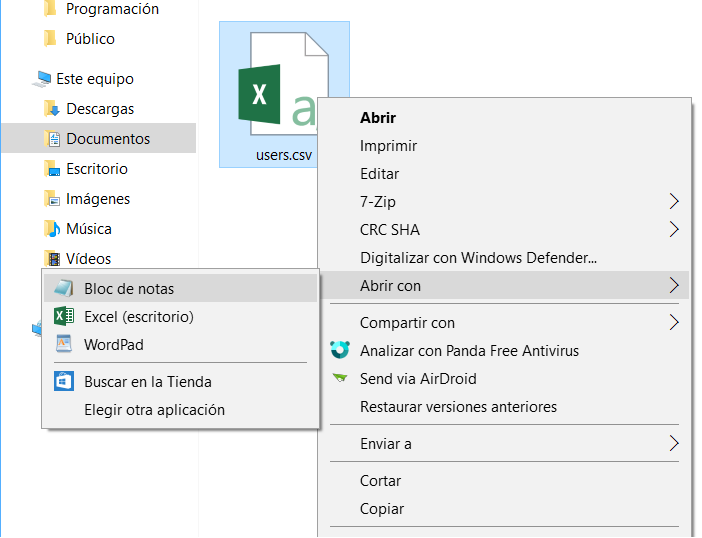 Programación
Público
Este equipo
Descargas
Documentos
Escritorio
Imágenes
Música
Vídeos
users.csv
Abrir
Imprimir
Editar
7-Zip
CRC SHA
Digitalizar con Windows Defender...
Abrir con
Compartir con
Analizar con Panda Free Antivirus
Send via AirDroid
Restaurar versiones anteriores
Enviar a
Cortar
Copiar
Bloc de notas
Excel (escritorio)
WordPad
Buscar en la Tienda
Elegir otra aplicación